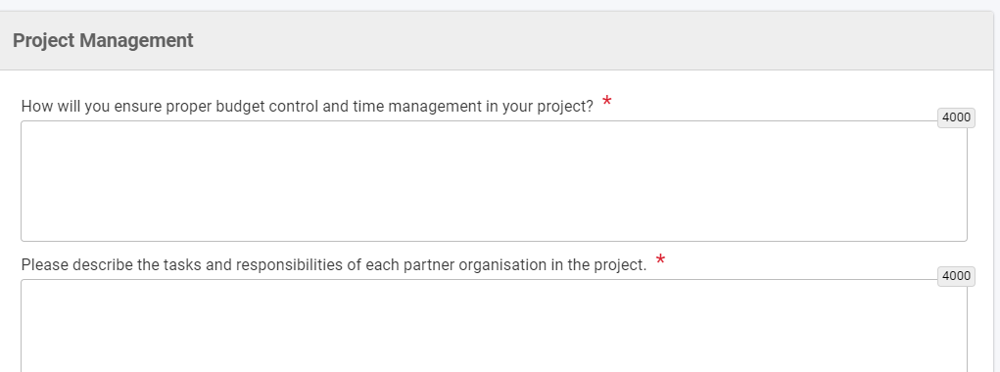 Project Management
How will you ensure proper budget control and time management in your project? *
4000
Please describe the tasks and responsibilities of each partner organisation in the project. *
4000